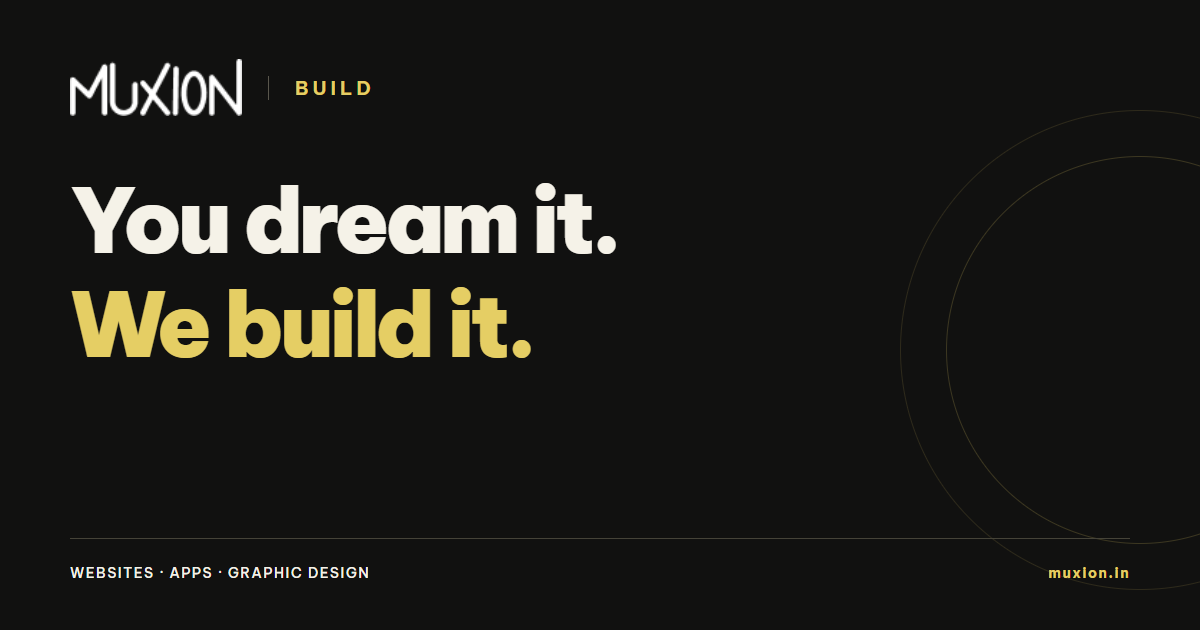 MUXION | BUILD
You dream it.
We build it.
WEBSITES · APPS · GRAPHIC DESIGN
muxion.in